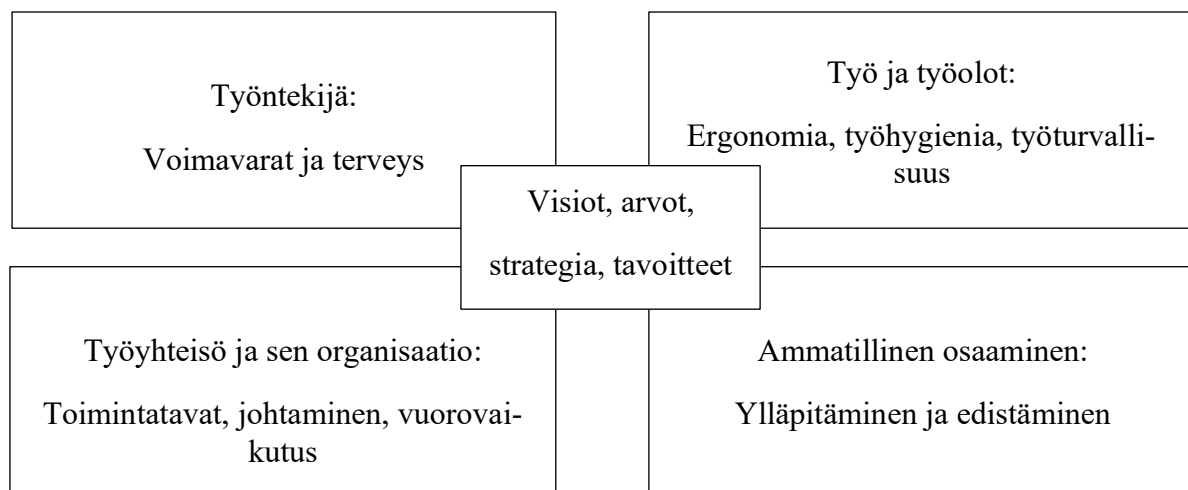 Työntekijä:
Voimavarat ja terveys
Työ ja työolot:
Ergonomia, työhygienia, työturvalli-
suus
Visiot, arvot,
strategia, tavoitteet
Työyhteisö ja sen organisaatio:
Toimintatavat, johtaminen, vuorovai-
kutus
Ammatillinen osaaminen:
Ylläpitäminen ja edistäminen